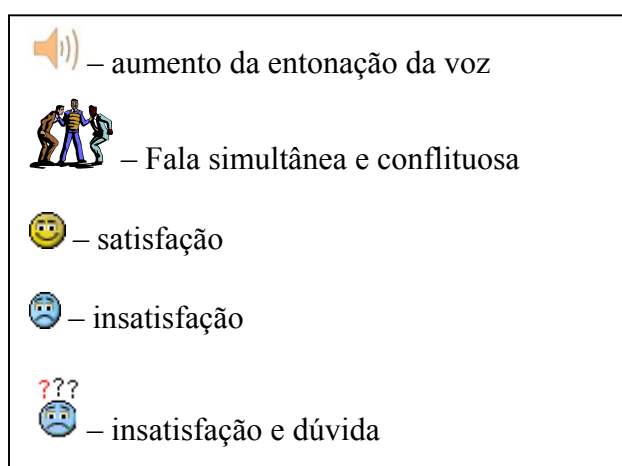 – aumento da entonação da voz
– Fala simultânea e conflituosa
– satisfação
– insatisfação
???
– insatisfação e dúvida